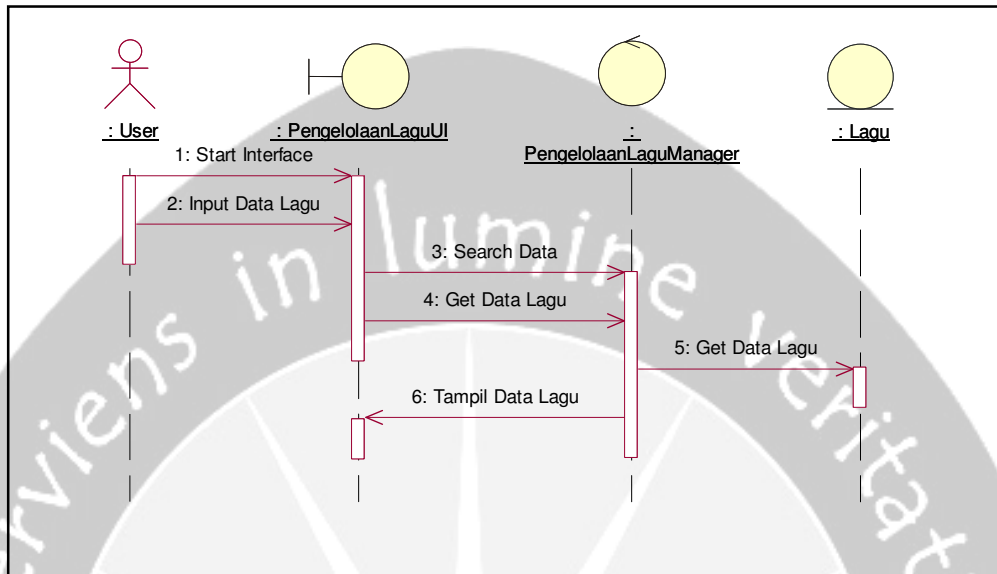 : User
: PengelolaanLaguUI
:
PengelolaanLaguManager
: Lagu
1: Start Interface
2: Input Data Lagu
3: Search Data
4: Get Data Lagu
5: Get Data Lagu
6: Tampil Data Lagu
serviens in lumine veritatis